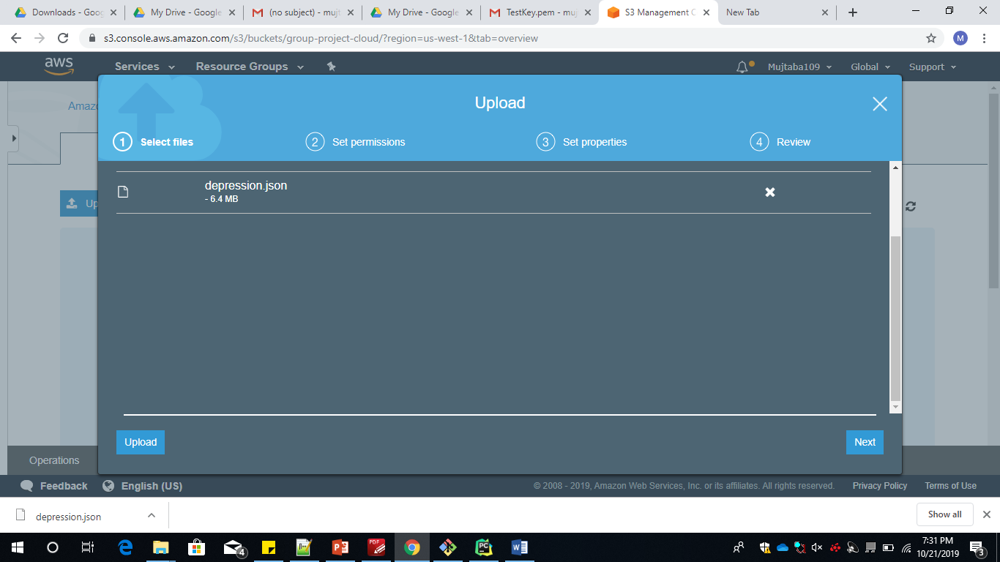 Downloads - Goog
My Drive - Google
(no subject) - mujt
My Drive - Google
TestKey.pem - muj
S3 Management C
New Tab
s3.console.aws.amazon.com/s3/buckets/group-project-cloud/?region=us-west-1&tab=overview
M
aws
Services
Resource Groups
Mujtaba109
Global
Support
Amazo
Upload
1 Select files
2 Set permissions
3 Set properties
4 Review
depression.json
- 6.4 MB
Up
Upload
Next
Operations
Feedback
English (US)
© 2008 - 2019, Amazon Web Services, Inc. or its affiliates. All rights reserved.
Privacy Policy
Terms of Use
depression.json
Show all
4
PDF
PC
7:31 PM
10/21/2019
3